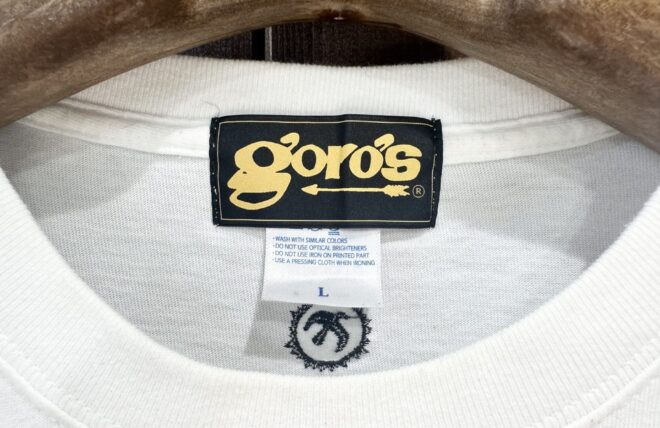 goro's
®
·WASH WITH SIMILAR COLORS
·DO NOT USE OPTICAL BRIGHTENERS
·DO NOT USE IRON ON PRINTED PART
·USE A PRESSING CLOTH WHEN IRONING
L